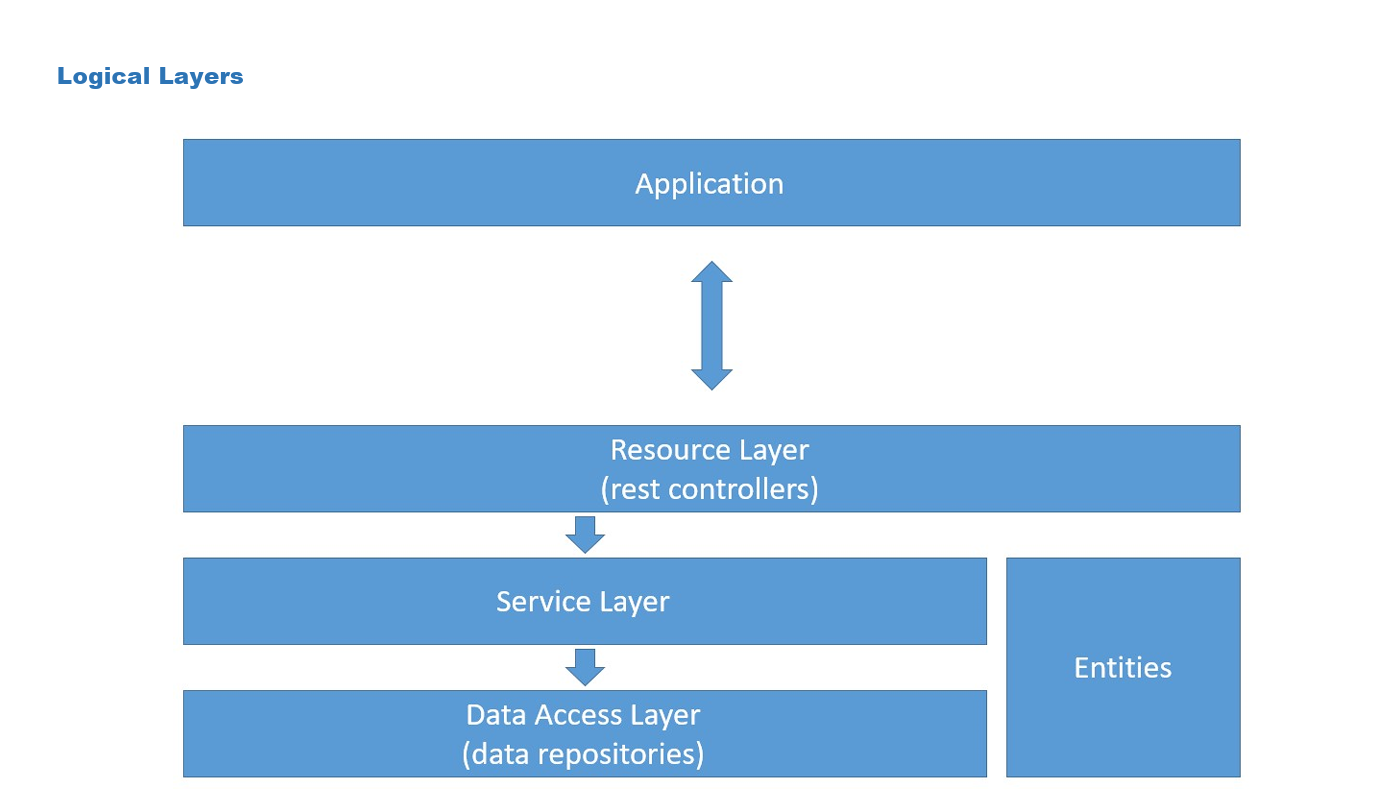 Logical Layers
Application
Resource Layer
(rest controllers)
Service Layer
Entities
Data Access Layer
(data repositories)